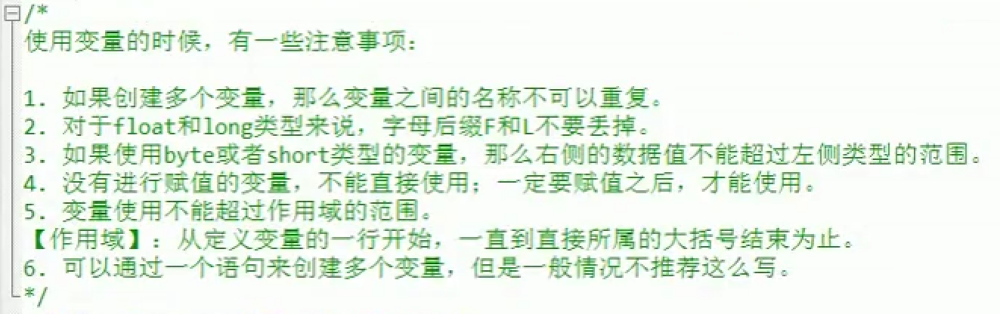 /*
使用变量的时候，有一些注意事项：
1. 如果创建多个变量，那么变量之间的名称不可以重复。
2. 对于float和long类型来说，字母后缀F和L不要丢掉。
3. 如果使用byte或者short类型的变量，那么右侧的数据值不能超过左侧类型的范围。
4. 没有进行赋值的变量，不能直接使用；一定要赋值之后，才能使用。
5. 变量使用不能超过作用域的范围。
【作用域】：从定义变量的一行开始，一直到直接所属的大括号结束为止。
6. 可以通过一个语句来创建多个变量，但是一般情况不推荐这么写。
*/